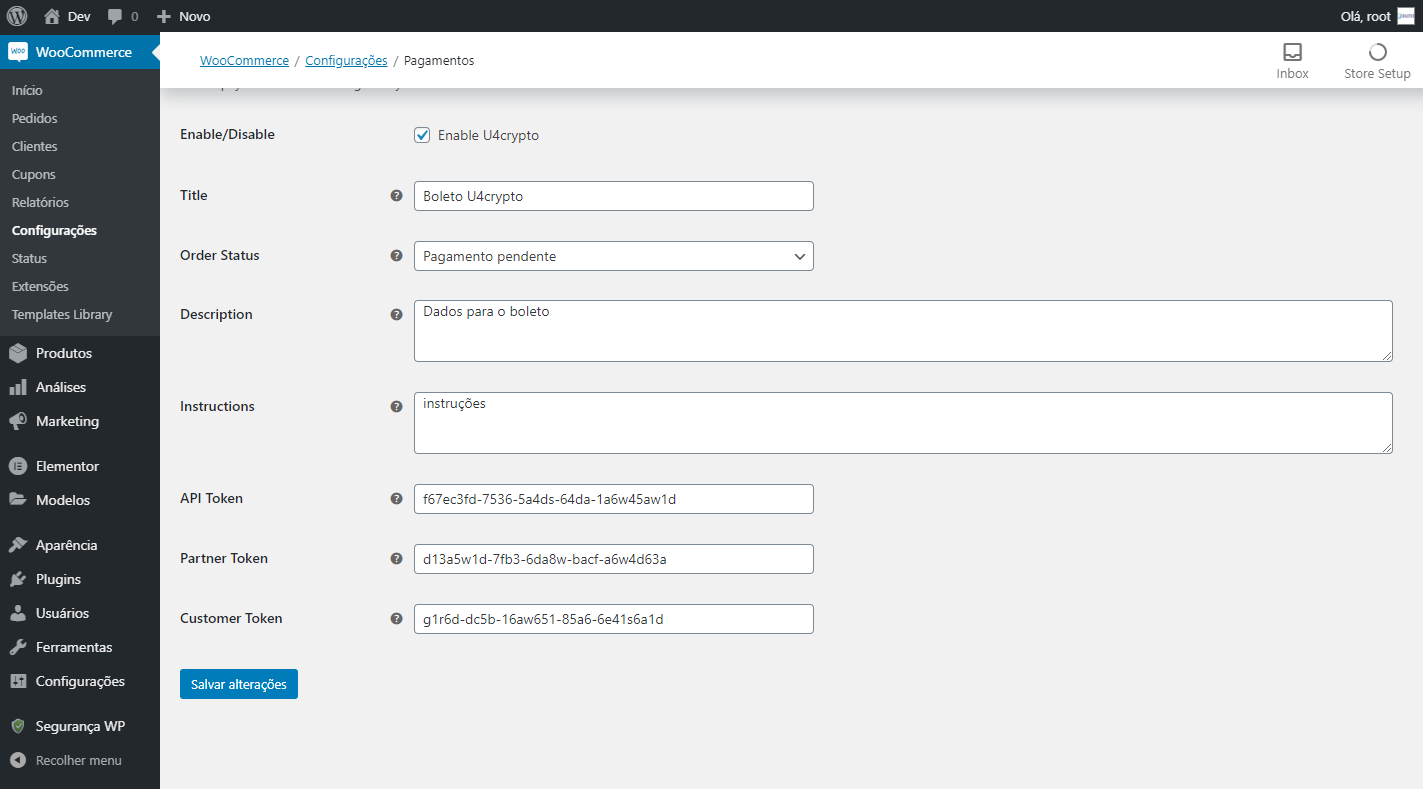 Dev
0
Novo
Olá, root
WooCommerce
Início
Pedidos
Clientes
Cupons
Relatórios
Configurações
Status
Extensões
Templates Library
Produtos
Análises
Marketing
Elementor
Modelos
Aparência
Plugins
Usuários
Ferramentas
Configurações
Segurança WP
Recolher menu
WooCommerce / Configurações / Pagamentos
Inbox
Store Setup
Enable/Disable
Enable U4crypto
Title
Boleto U4crypto
Order Status
Pagamento pendente
Description
Dados para o boleto
Instructions
instruções
API Token
f67ec3fd-7536-5a4ds-64da-1a6w45aw1d
Partner Token
d13a5w1d-7fb3-6da8w-bacf-a6w4d63a
Customer Token
g1r6d-dc5b-16aw651-85a6-6e41s6a1d
Salvar alterações